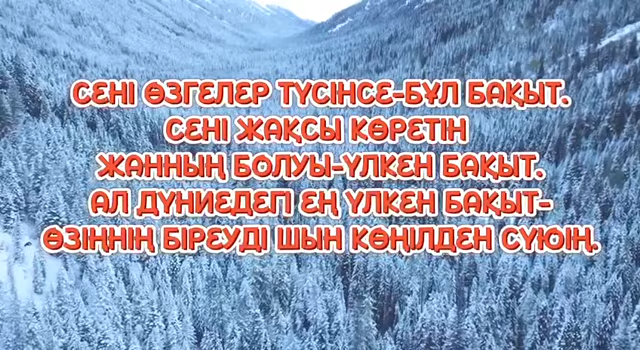 СЕНІ ӨЗГЕЛЕР ТҮСІНСЕ-БҰЛ БАҚЫТ.
СЕНІ ЖАҚСЫ КӨРЕТІН
ЖАННЫҢ БОЛУЫ-ҮЛКЕН БАҚЫТ.
АЛ ДҮНИЕДЕГІ ЕҢ ҮЛКЕН БАҚЫТ-
ӨЗІҢНІҢ БІРЕУДІ ШЫН КӨҢІЛДЕН СҮЮІҢ.